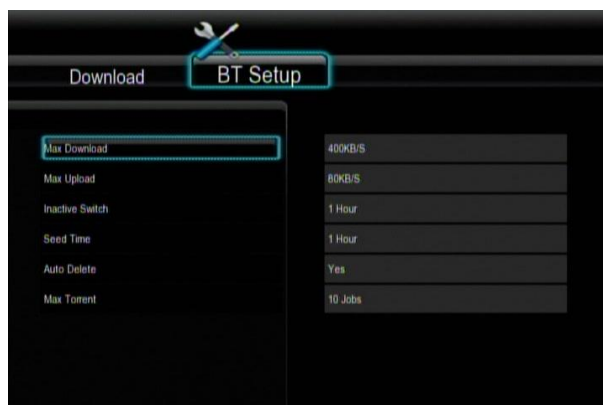 Download
BT Setup
Max Download
400KB/S
Max Upload
80KB/S
Inactive Switch
1 Hour
Seed Time
1 Hour
Auto Delete
Yes
Max Torrent
10 Jobs